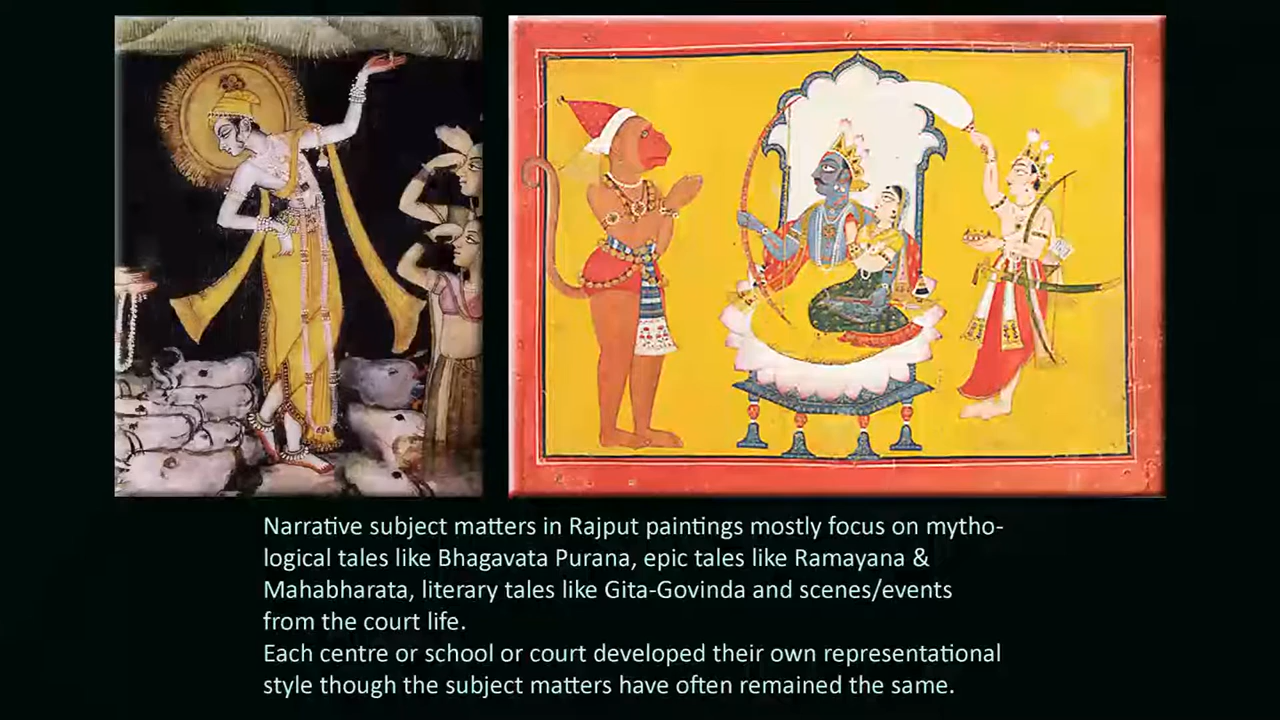 Narrative subject matters in Rajput paintings mostly focus on mytho-
logical tales like Bhagavata Purana, epic tales like Ramayana &
Mahabharata, literary tales like Gita-Govinda and scenes/events
from the court life.
Each centre or school or court developed their own representational
style though the subject matters have often remained the same.